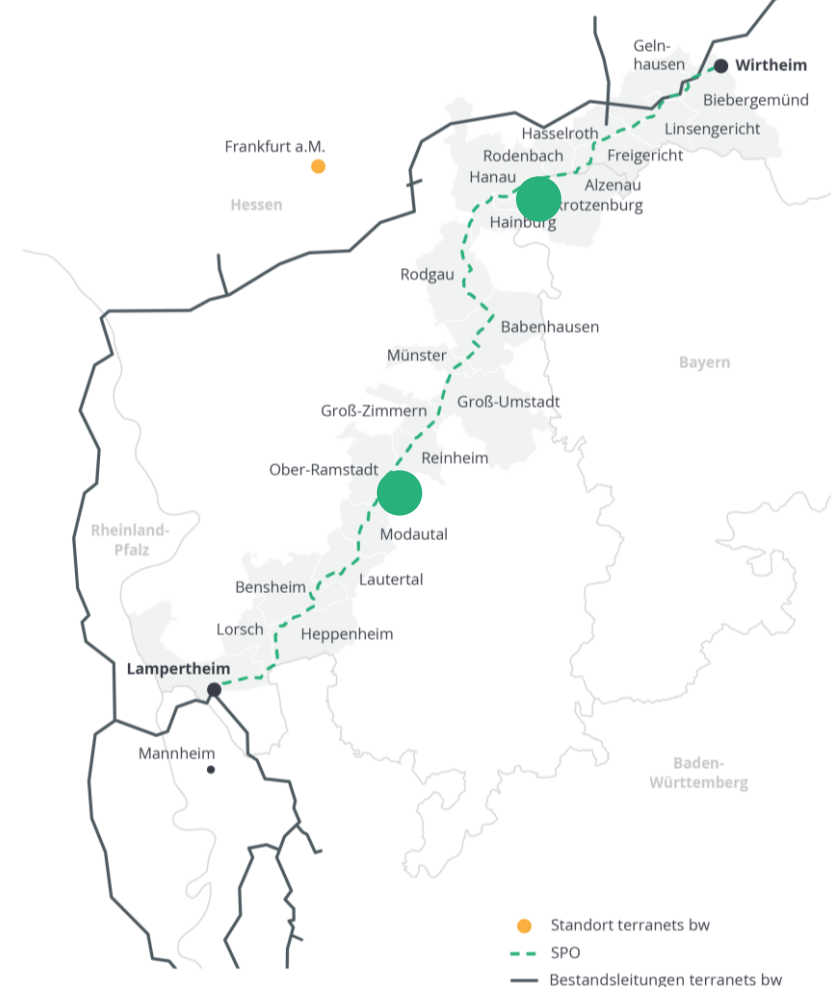 Geln-
hausen
Wirtheim
Biebergemünd
Linsengericht
Hasselroth
Frankfurt a.M.
Rodenbach
Freigericht
Hanau
Alzenau
Hessen
krotzenburg
Hainburg
Rodgau
Babenhausen
Münster
Bayern
Groß-Umstadt
Groß-Zimmern
Reinheim
Ober-Ramstadt
Rheinland-
Pfalz
Modautal
Lautertal
Bensheim
Lorsch
Heppenheim
Lampertheim
Mannheim
Baden-
Württemberg
Standort terranets bw
SPO
Bestandsleitungen terranets bw